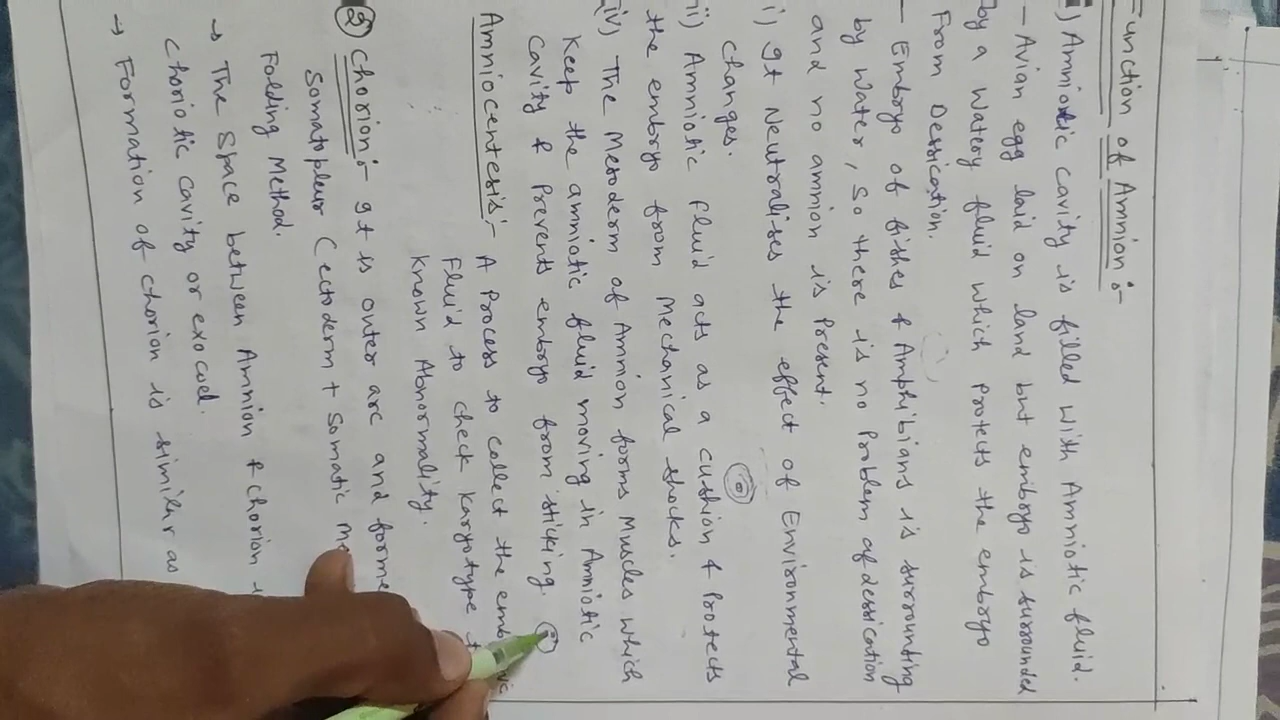 Function of Amnion :-
i) Amniotic cavity is filled with Amniotic fluid.
- Avian egg laid on land but embryo is surrounded
by a watery fluid which protects the embryo
From Dessication.
- Embryo of fishe & Amphibians is surrounting
by water, so there is no problem of dessication
and no amnion is present.
i) It Neutralises the effect of Environmental
changes.
ii) Amniotic fluid acts as a cushion & protects
the embryo from Mechanical shocks.
iv) The Mesoderm of Amnion forms Muscles which
keep the amniotic fluid moving in Amniotic
cavity & Prevents embryo from sticking.
Amniocentesis:- A Process to collect the
Fluid to check karyotype
known Abnormality.
2) Chorion:- It is outer arc and forme
Somatopleur (ectoderm + Somatic
Folding Method.
→ The space between Amnion & chorion
Choriotic cavity or exocoel.
→ Formation of chorion is similar as